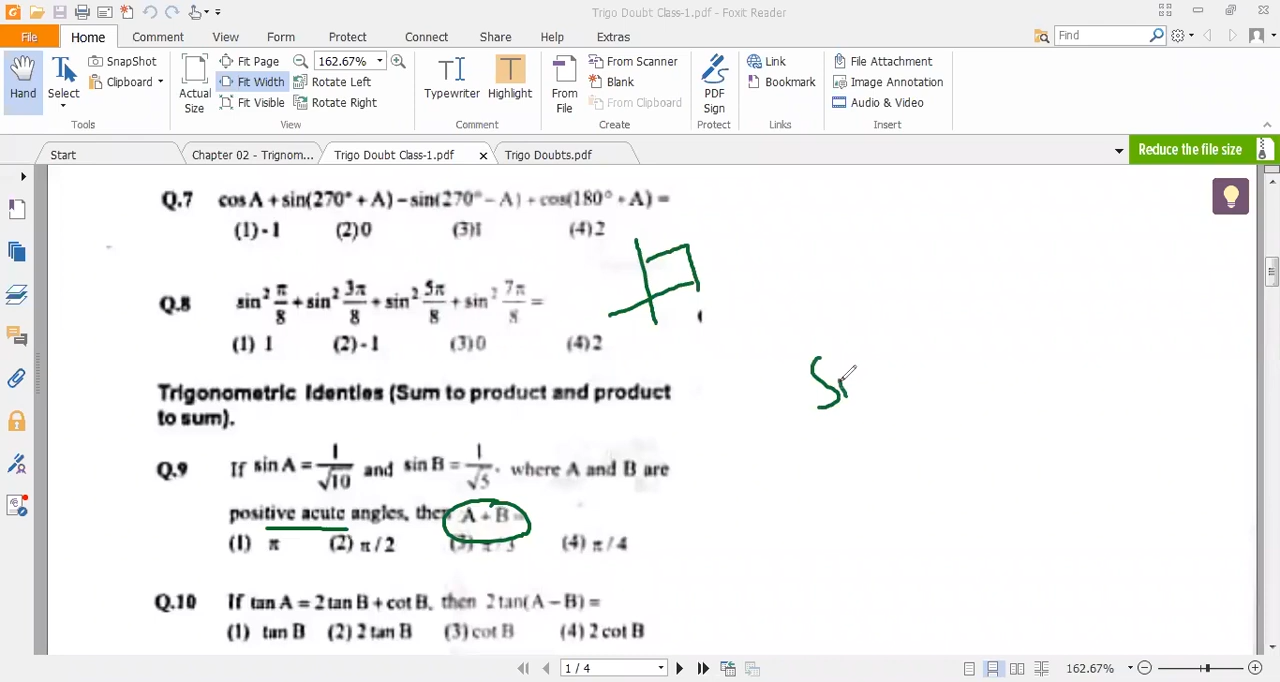 Trigo Doubt Class-1.pdf - Foxit Reader
File Home Comment View Form Protect Connect Share Help Extras Find
Hand Select SnapShot Clipboard
Actual Size Fit Page Fit Width Fit Visible 162.67% Rotate Left Rotate Right
Typewriter Highlight
From File From Scanner Blank From Clipboard
PDF Sign
Link Bookmark
File Attachment Image Annotation Audio & Video
Tools View Comment Create Protect Links Insert
Start Chapter 02 - Trignom... Trigo Doubt Class-1.pdf Trigo Doubts.pdf Reduce the file size
Q.7 cos A + sin(270° + A) – sin(270° – A) + cos(180° + A) =
(1) - 1 (2) 0 (3) 1 (4) 2
Q.8 sin² π/8 + sin² 3π/8 + sin² 5π/8 + sin² 7π/8 =
(1) 1 (2) - 1 (3) 0 (4) 2
Trigonometric Identies (Sum to product and product
to sum).
Q.9 If sin A = 1/√10 and sin B = 1/√5, where A and B are
positive acute angles, then A + B =
(1) π (2) π/2 (3) π/3 (4) π/4
Q.10 If tan A = 2 tan B + cot B, then 2 tan(A – B) =
(1) tan B (2) 2 tan B (3) cot B (4) 2 cot B
1 / 4 162.67%